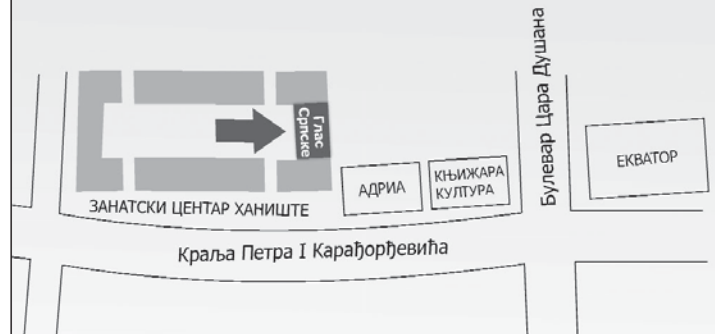 Глас
Српске
ЗАНАТСКИ ЦЕНТАР ХАНИШТЕ
АДРИА
КЊИЖАРА
КУЛТУРА
Булевар Цара Душана
ЕКВАТОР
Краља Петра I Карађорђевића